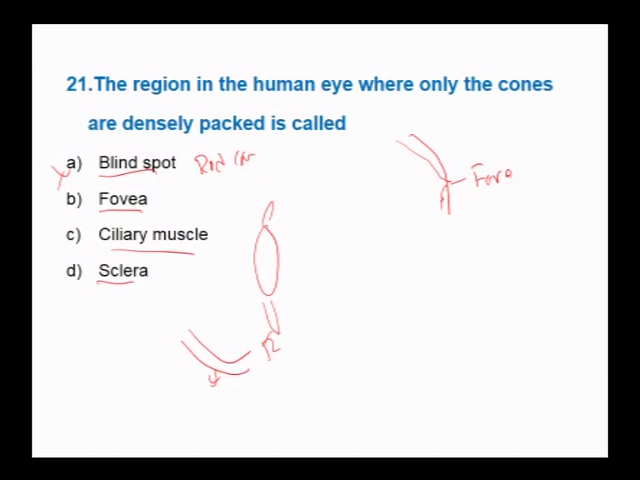 21.The region in the human eye where only the cones
are densely packed is called
a) Blind spot
b) Fovea
c) Ciliary muscle
d) Sclera
Fove